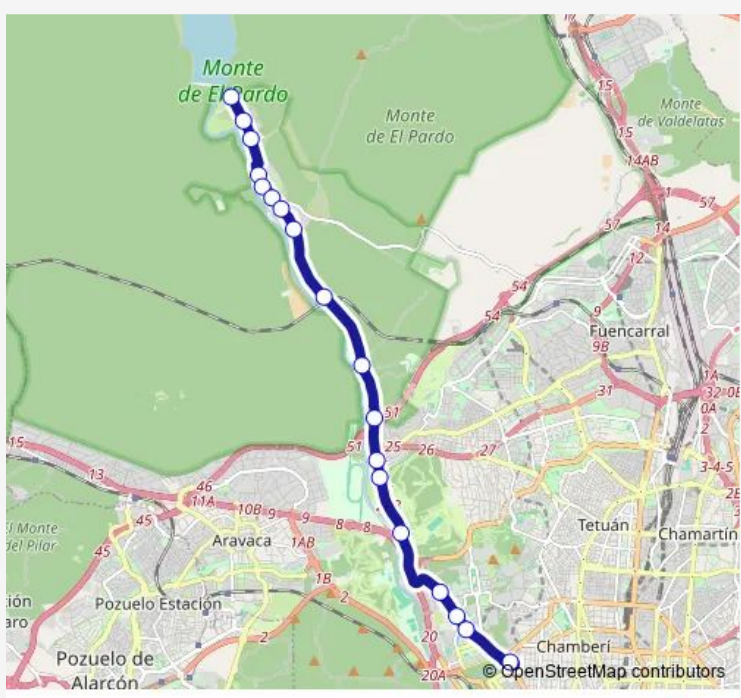 17
Monte
de El Pardo
15
Monte
de El Pardo
Monte
de Valdelatas
15
14AB
1
57
57
14
12
54
54
9
Fuencarral
9B
1A
31
32
0A
2
51
51
25
26
27
15
13
46
3-4-5
11A
10B
9
9
8
8
45
El Monte
del Pilar
Aravaca
1AB
Tetuán
Chamartín
45
1B
2
Pozuelo Estación
2
20
Chamberí
Pozuelo de
Alarcón
20A
© OpenStreetMap contributors